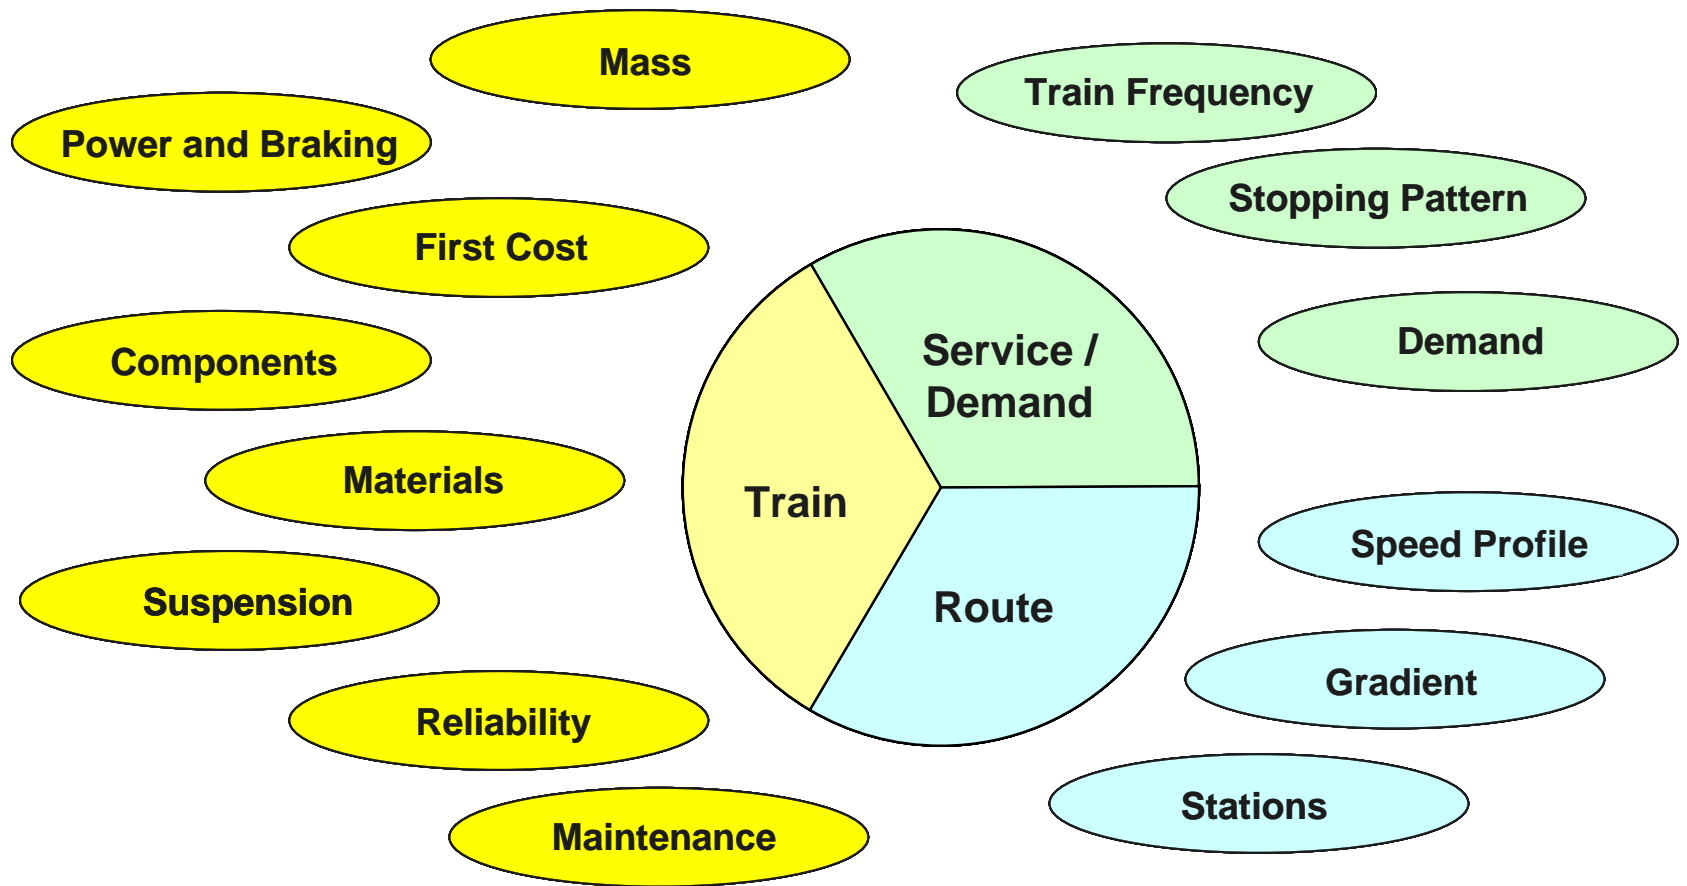 Mass
Train Frequency
Power and Braking
Stopping Pattern
First Cost
Service /
Demand
Demand
Components
Materials
Train
Speed Profile
Suspension
Route
Gradient
Reliability
Stations
Maintenance